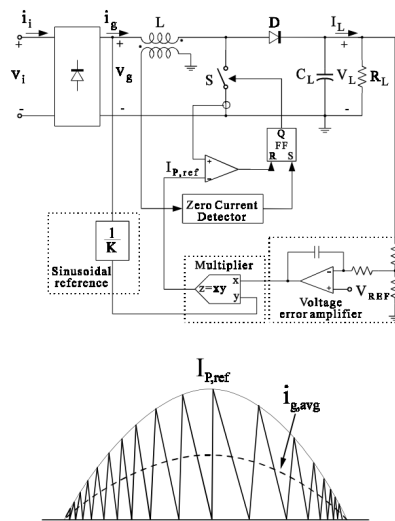 i_i i_g L D I_L
+ + + +
v_i v_g S C_L V_L R_L
- - -
Q
FF
R S
+
-
I_P,ref
Zero Current
Detector
1
K
Sinusoidal
reference
Multiplier
z=xy x
y
-
+
V_REF
Voltage
error amplifier
I_P,ref
i_g,avg